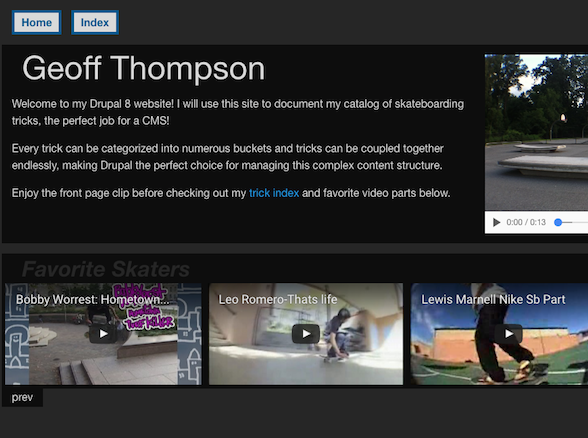 Home Index
Geoff Thompson
Welcome to my Drupal 8 website! I will use this site to document my catalog of skateboarding
tricks, the perfect job for a CMS!
Every trick can be categorized into numerous buckets and tricks can be coupled together
endlessly, making Drupal the perfect choice for managing this complex content structure.
Enjoy the front page clip before checking out my trick index and favorite video parts below.
0:00 / 0:13
Favorite Skaters
Bobby Worrest: Hometown...
Leo Romero-Thats life
Lewis Marnell Nike Sb Part
prev